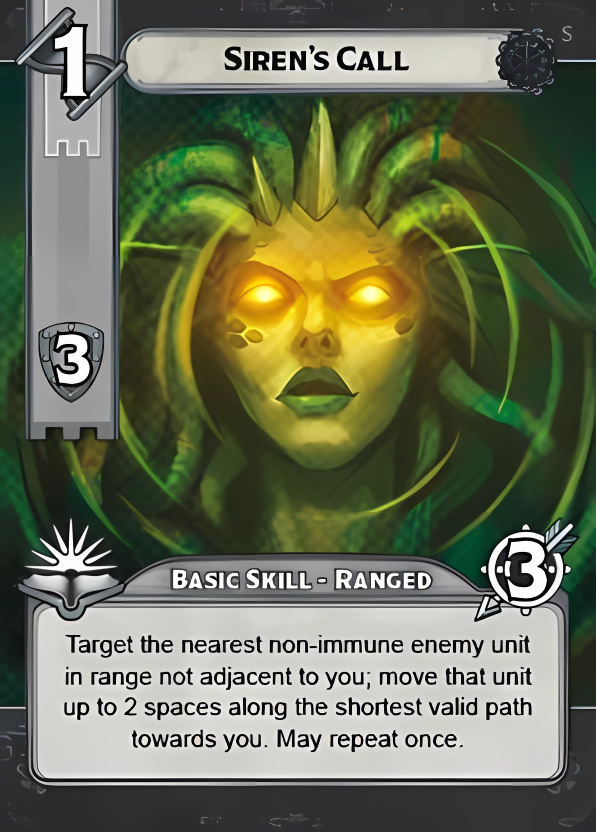 1
SIREN'S CALL
S
3
BASIC SKILL - RANGED
3
Target the nearest non-immune enemy unit
in range not adjacent to you; move that unit
up to 2 spaces along the shortest valid path
towards you. May repeat once.